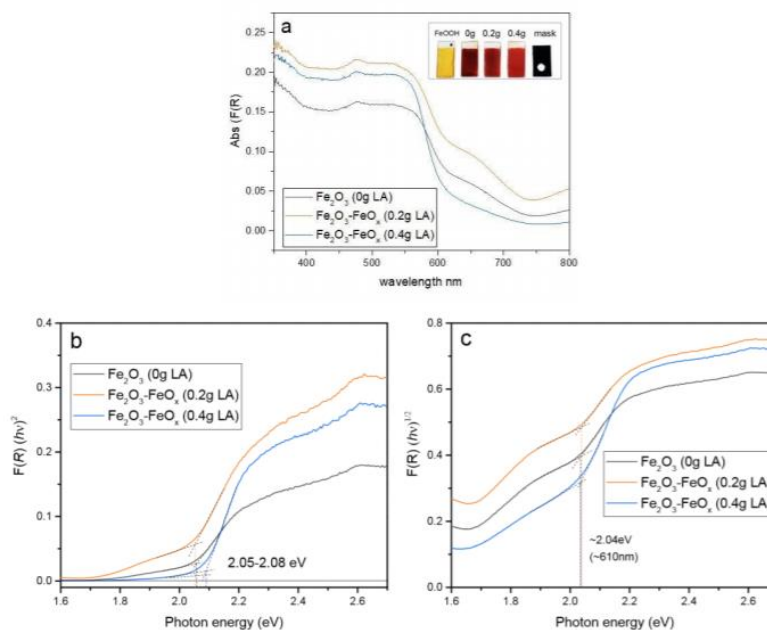 a
FeOOH 0g 0.2g 0.4g mask
Abs (F(R)
0.25
0.20
0.15
0.10
0.05
0.00
Fe₂O₃ (0g LA)
Fe₂O₃-FeOₓ (0.2g LA)
Fe₂O₃-FeOₓ (0.4g LA)
400 500 600 700 800
wavelength nm
b
F(R) (hν)²
0.4
0.3
0.2
0.1
0.0
Fe₂O₃ (0g LA)
Fe₂O₃-FeOₓ (0.2g LA)
Fe₂O₃-FeOₓ (0.4g LA)
2.05-2.08 eV
1.6 1.8 2.0 2.2 2.4 2.6
Photon energy (eV)
c
F(R) (hν)¹/²
0.8
0.6
0.4
0.2
0.0
Fe₂O₃ (0g LA)
Fe₂O₃-FeOₓ (0.2g LA)
Fe₂O₃-FeOₓ (0.4g LA)
~2.04eV
(~610nm)
1.6 1.8 2.0 2.2 2.4 2.6
Photon energy (eV)